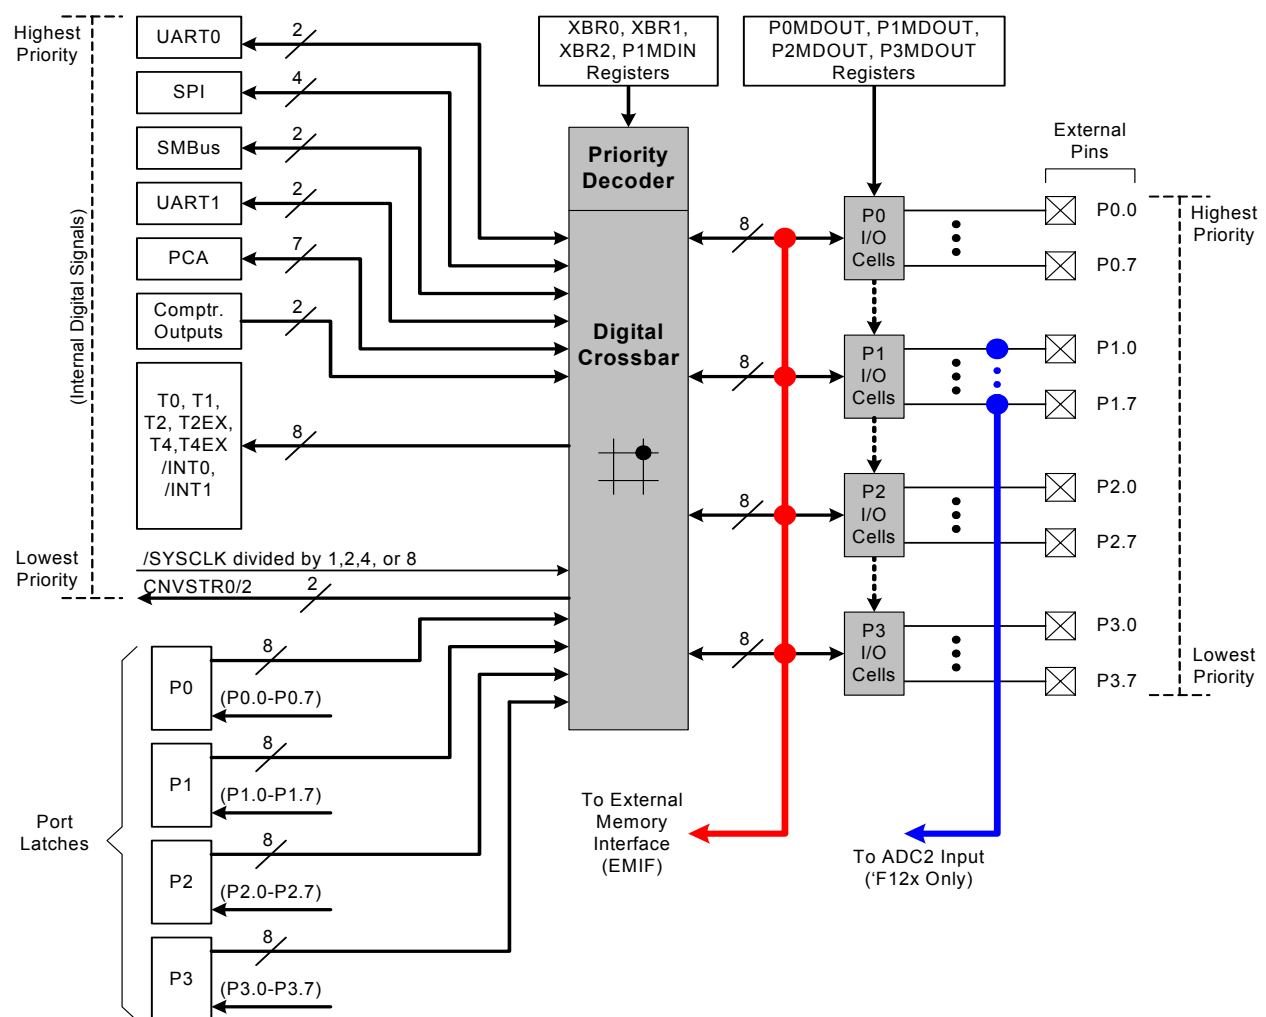 Highest
Priority
UART0
2
SPI
4
SMBus
2
UART1
2
PCA
7
Comptr.
Outputs
2
T0, T1,
T2, T2EX,
T4,T4EX
/INT0,
/INT1
8
(Internal Digital Signals)
Lowest
Priority
/SYSCLK divided by 1,2,4, or 8
CNVSTR0/2
2
Port
Latches
P0
8
(P0.0-P0.7)
P1
8
(P1.0-P1.7)
P2
8
(P2.0-P2.7)
P3
8
(P3.0-P3.7)
XBR0, XBR1,
XBR2, P1MDIN
Registers
Priority
Decoder
Digital
Crossbar
P0MDOUT, P1MDOUT,
P2MDOUT, P3MDOUT
Registers
8
P0
I/O
Cells
8
P1
I/O
Cells
8
P2
I/O
Cells
8
P3
I/O
Cells
External
Pins
P0.0
P0.7
P1.0
P1.7
P2.0
P2.7
P3.0
P3.7
Highest
Priority
Lowest
Priority
To External
Memory
Interface
(EMIF)
To ADC2 Input
(‘F12x Only)